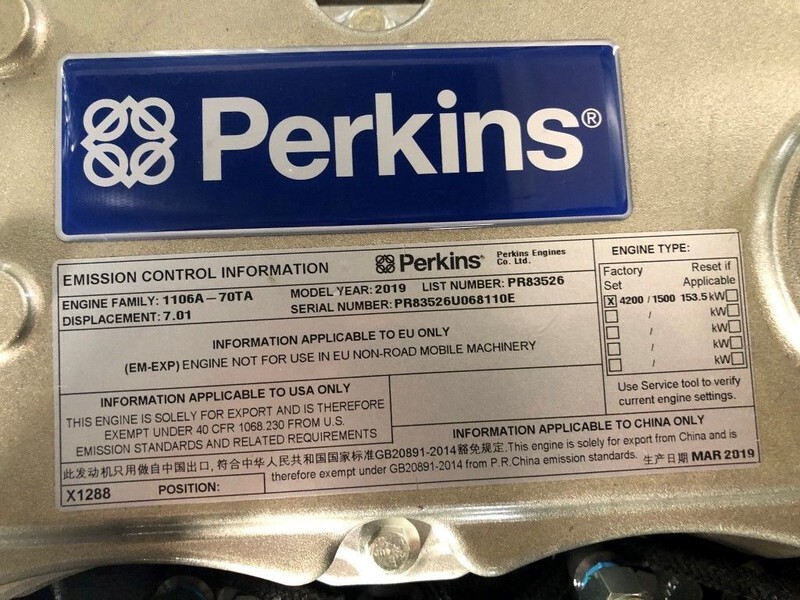 Perkins®
EMISSION CONTROL INFORMATION
Perkins®
Perkins Engines
Co. Ltd.
ENGINE FAMILY: 1106A-70TA
DISPLACEMENT: 7.01
MODEL YEAR: 2019
LIST NUMBER: PR83526
SERIAL NUMBER: PR83526U068110E
ENGINE TYPE:
Factory
Set
Reset if
Applicable
X 4200 / 1500 153.5 kW
/ kW
/ kW
/ kW
/ kW
Use Service tool to verify
current engine settings.
INFORMATION APPLICABLE TO EU ONLY
(EM-EXP) ENGINE NOT FOR USE IN EU NON-ROAD MOBILE MACHINERY
INFORMATION APPLICABLE TO USA ONLY
THIS ENGINE IS SOLELY FOR EXPORT AND IS THEREFORE
EXEMPT UNDER 40 CFR 1068.230 FROM U.S.
EMISSION STANDARDS AND RELATED REQUIREMENTS
INFORMATION APPLICABLE TO CHINA ONLY
此发动机只用做自中国出口, 符合中华人民共和国国家标准GB20891-2014豁免规定.This engine is solely for export from China and is
therefore exempt under GB20891-2014 from P.R.China emission standards. 生产日期 MAR 2019
X1288
POSITION: